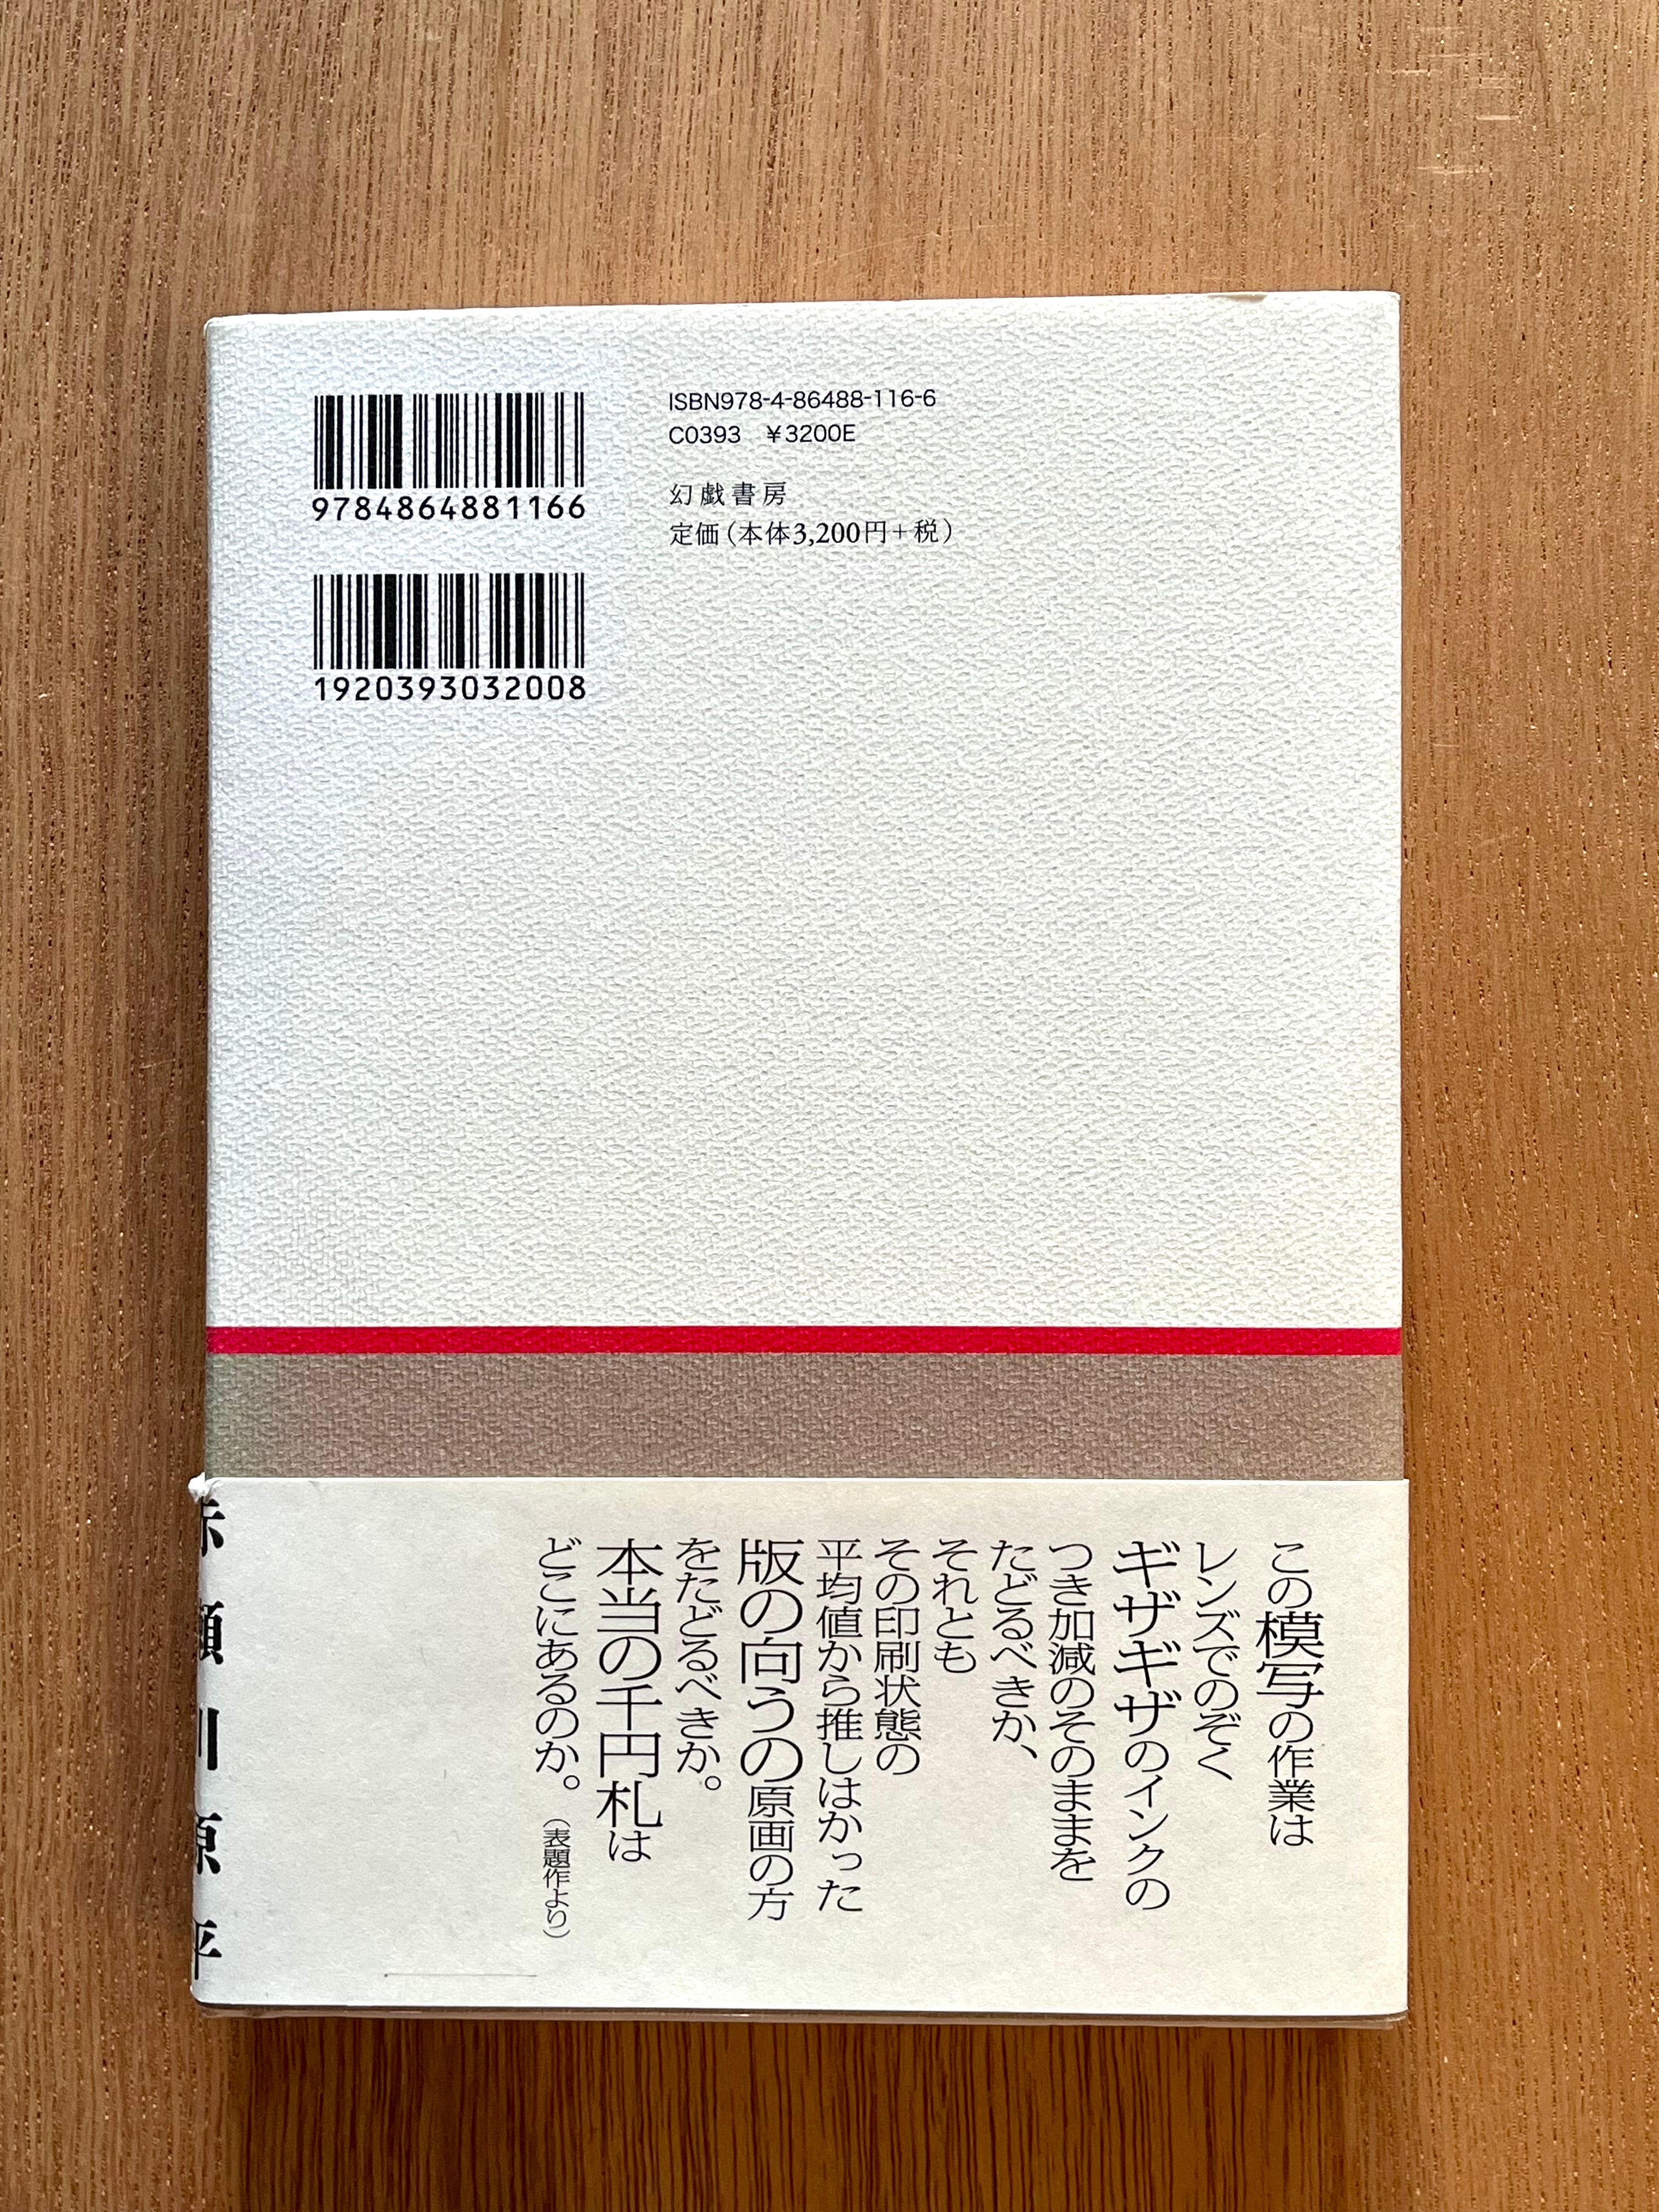 9784864881166
1920393032008
ISBN978-4-86488-116-6
C0393 ¥3200E
幻戯書房
定価（本体3,200円＋税）
この模写の作業は
レンズでのぞく
ギザギザのインクの
つき加減のそのままを
たどるべきか、
それとも
その印刷状態の
平均値から推しはかった
版の向うの原画の方
をたどるべきか。
本当の千円札は
どこにあるのか。
（表題作より）
赤瀬川原平